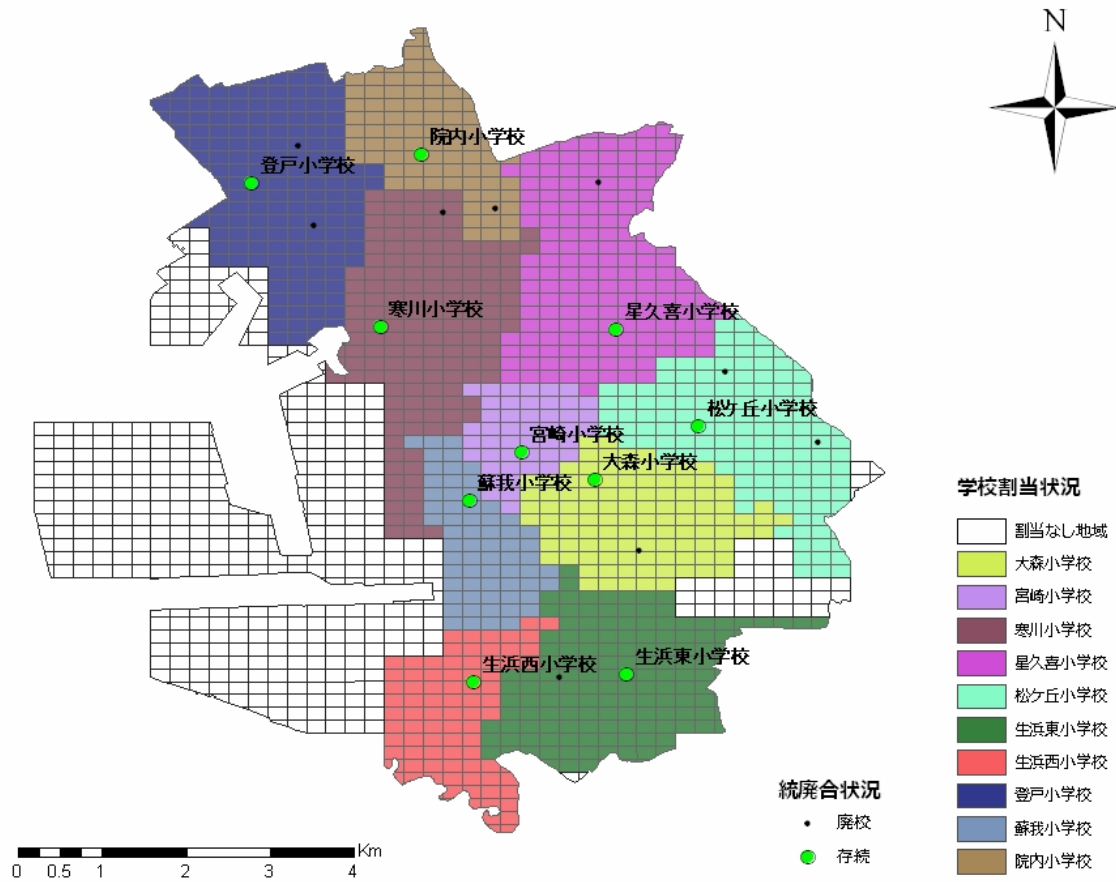 N
院内小学校
登戸小学校
寒川小学校
星久喜小学校
松ケ丘小学校
宮崎小学校
大森小学校
蘇我小学校
生浜西小学校
生浜東小学校
学校割当状況
割当なし地域
大森小学校
宮崎小学校
寒川小学校
星久喜小学校
松ケ丘小学校
生浜東小学校
生浜西小学校
登戸小学校
蘇我小学校
院内小学校
統廃合状況
廃校
存続
Km
0 0.5 1 2 3 4